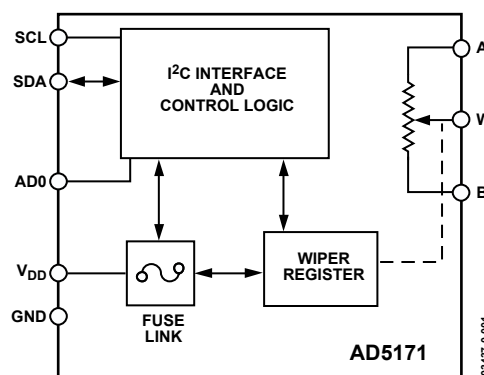 SCL
SDA
AD0
V_DD
GND
I²C INTERFACE
AND
CONTROL LOGIC
FUSE
LINK
WIPER
REGISTER
A
W
B
AD5171